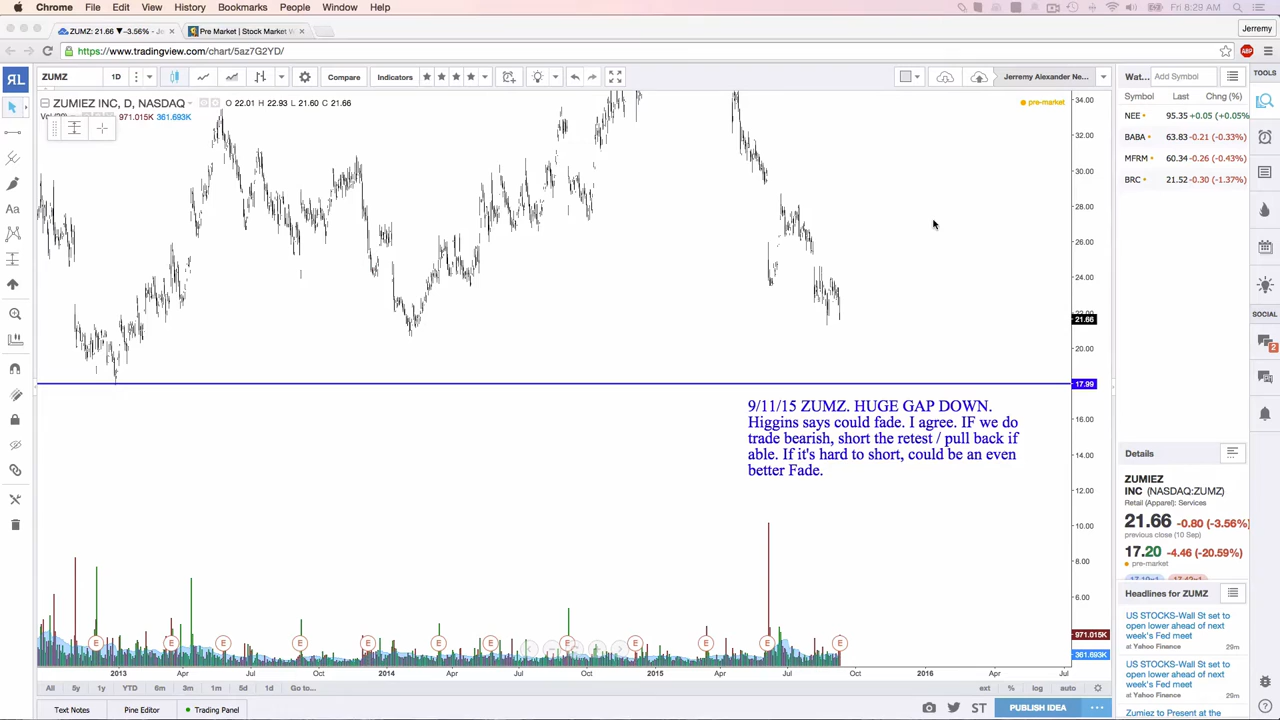 Chrome File Edit View History Bookmarks People Window Help
Fri 8:29 AM
ZUMZ: 21.66 ▼ -3.56% - Je
Pre Market | Stock Market
Jerremy
https://www.tradingview.com/chart/5az7G2YD/
ABP
ЯL
ZUMZ 1D Compare Indicators Jerremy Alexander Ne...
Wat... Add Symbol
TOOLS
ZUMIEZ INC, D, NASDAQ O 22.01 H 22.93 L 21.60 C 21.66
971.015K 361.693K
pre-market
Symbol Last Chng (%)
NEE 95.35 +0.05 (+0.05%
BABA 63.83 -0.21 (-0.33%)
MFRM 60.34 -0.26 (-0.43%)
BRC 21.52 -0.30 (-1.37%)
34.00
32.00
30.00
28.00
26.00
24.00
22.00
21.66
20.00
17.99
16.00
14.00
12.00
10.00
8.00
6.00
971.015K
361.693K
9/11/15 ZUMZ. HUGE GAP DOWN.
Higgins says could fade. I agree. IF we do
trade bearish, short the retest / pull back if
able. If it's hard to short, could be an even
better Fade.
SOCIAL
2
Details
ZUMIEZ
INC (NASDAQ:ZUMZ)
Retail (Apparel): Services
21.66 -0.80 (-3.56%)
previous close (10 Sep)
17.20 -4.46 (-20.59%)
pre-market
Headlines for ZUMZ
US STOCKS-Wall St set to
open lower ahead of next
week's Fed meet
at Yahoo Finance 29m
US STOCKS-Wall St set to
open lower ahead of next
week's Fed meet
at Yahoo Finance 29m
Zumiez to Present at the
E E E E E E E E E E E E
2013 Apr Jul Oct 2014 Apr Jul Oct 2015 Apr Jul Oct 2016 Apr Jul
All 5y 1y YTD 6m 3m 1m 5d 1d Go to...
ext % log auto
Text Notes Pine Editor Trading Panel
ST PUBLISH IDEA
Aa